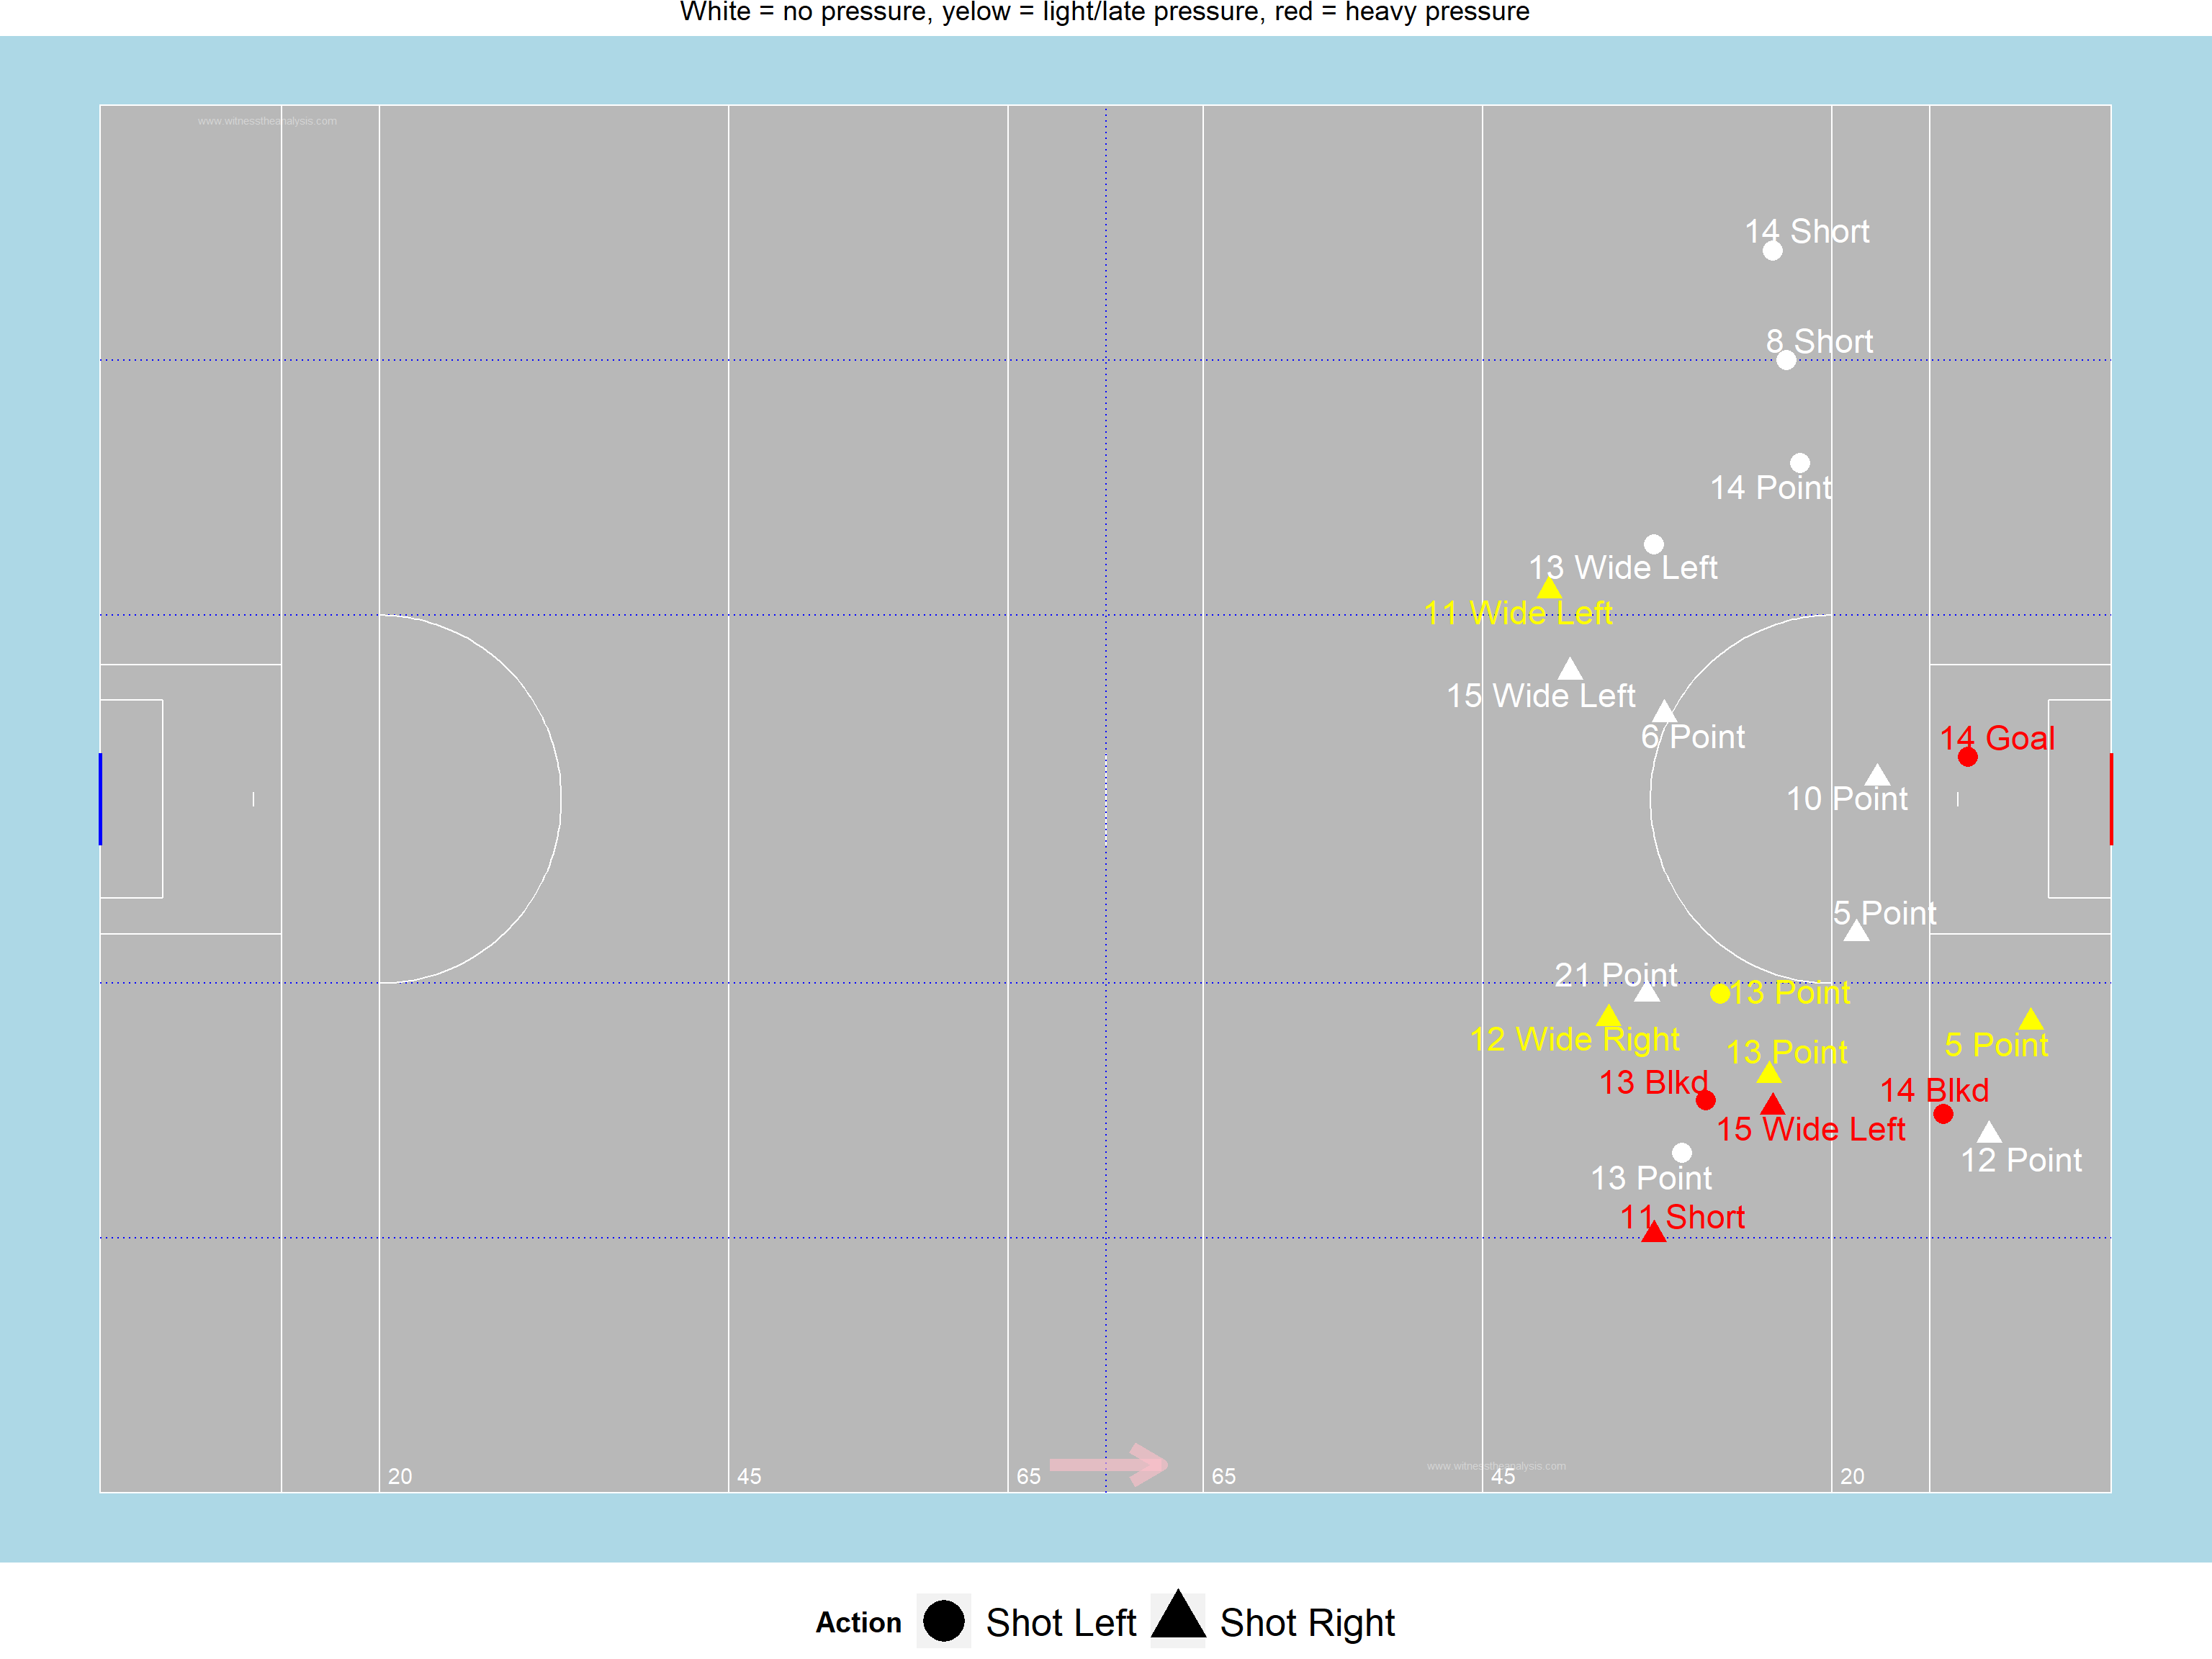 White = no pressure, yelow = light/late pressure, red = heavy pressure
www.witnesstheanalysis.com
14 Short
8 Short
14 Point
13 Wide Left
11 Wide Left
15 Wide Left
6 Point
14 Goal
10 Point
5 Point
21 Point
13 Point
12 Wide Right
5 Point
13 Point
13 Blkd
14 Blkd
15 Wide Left
12 Point
13 Point
11 Short
www.witnesstheanalysis.com
20
45
65
65
45
20
Action
Shot Left
Shot Right